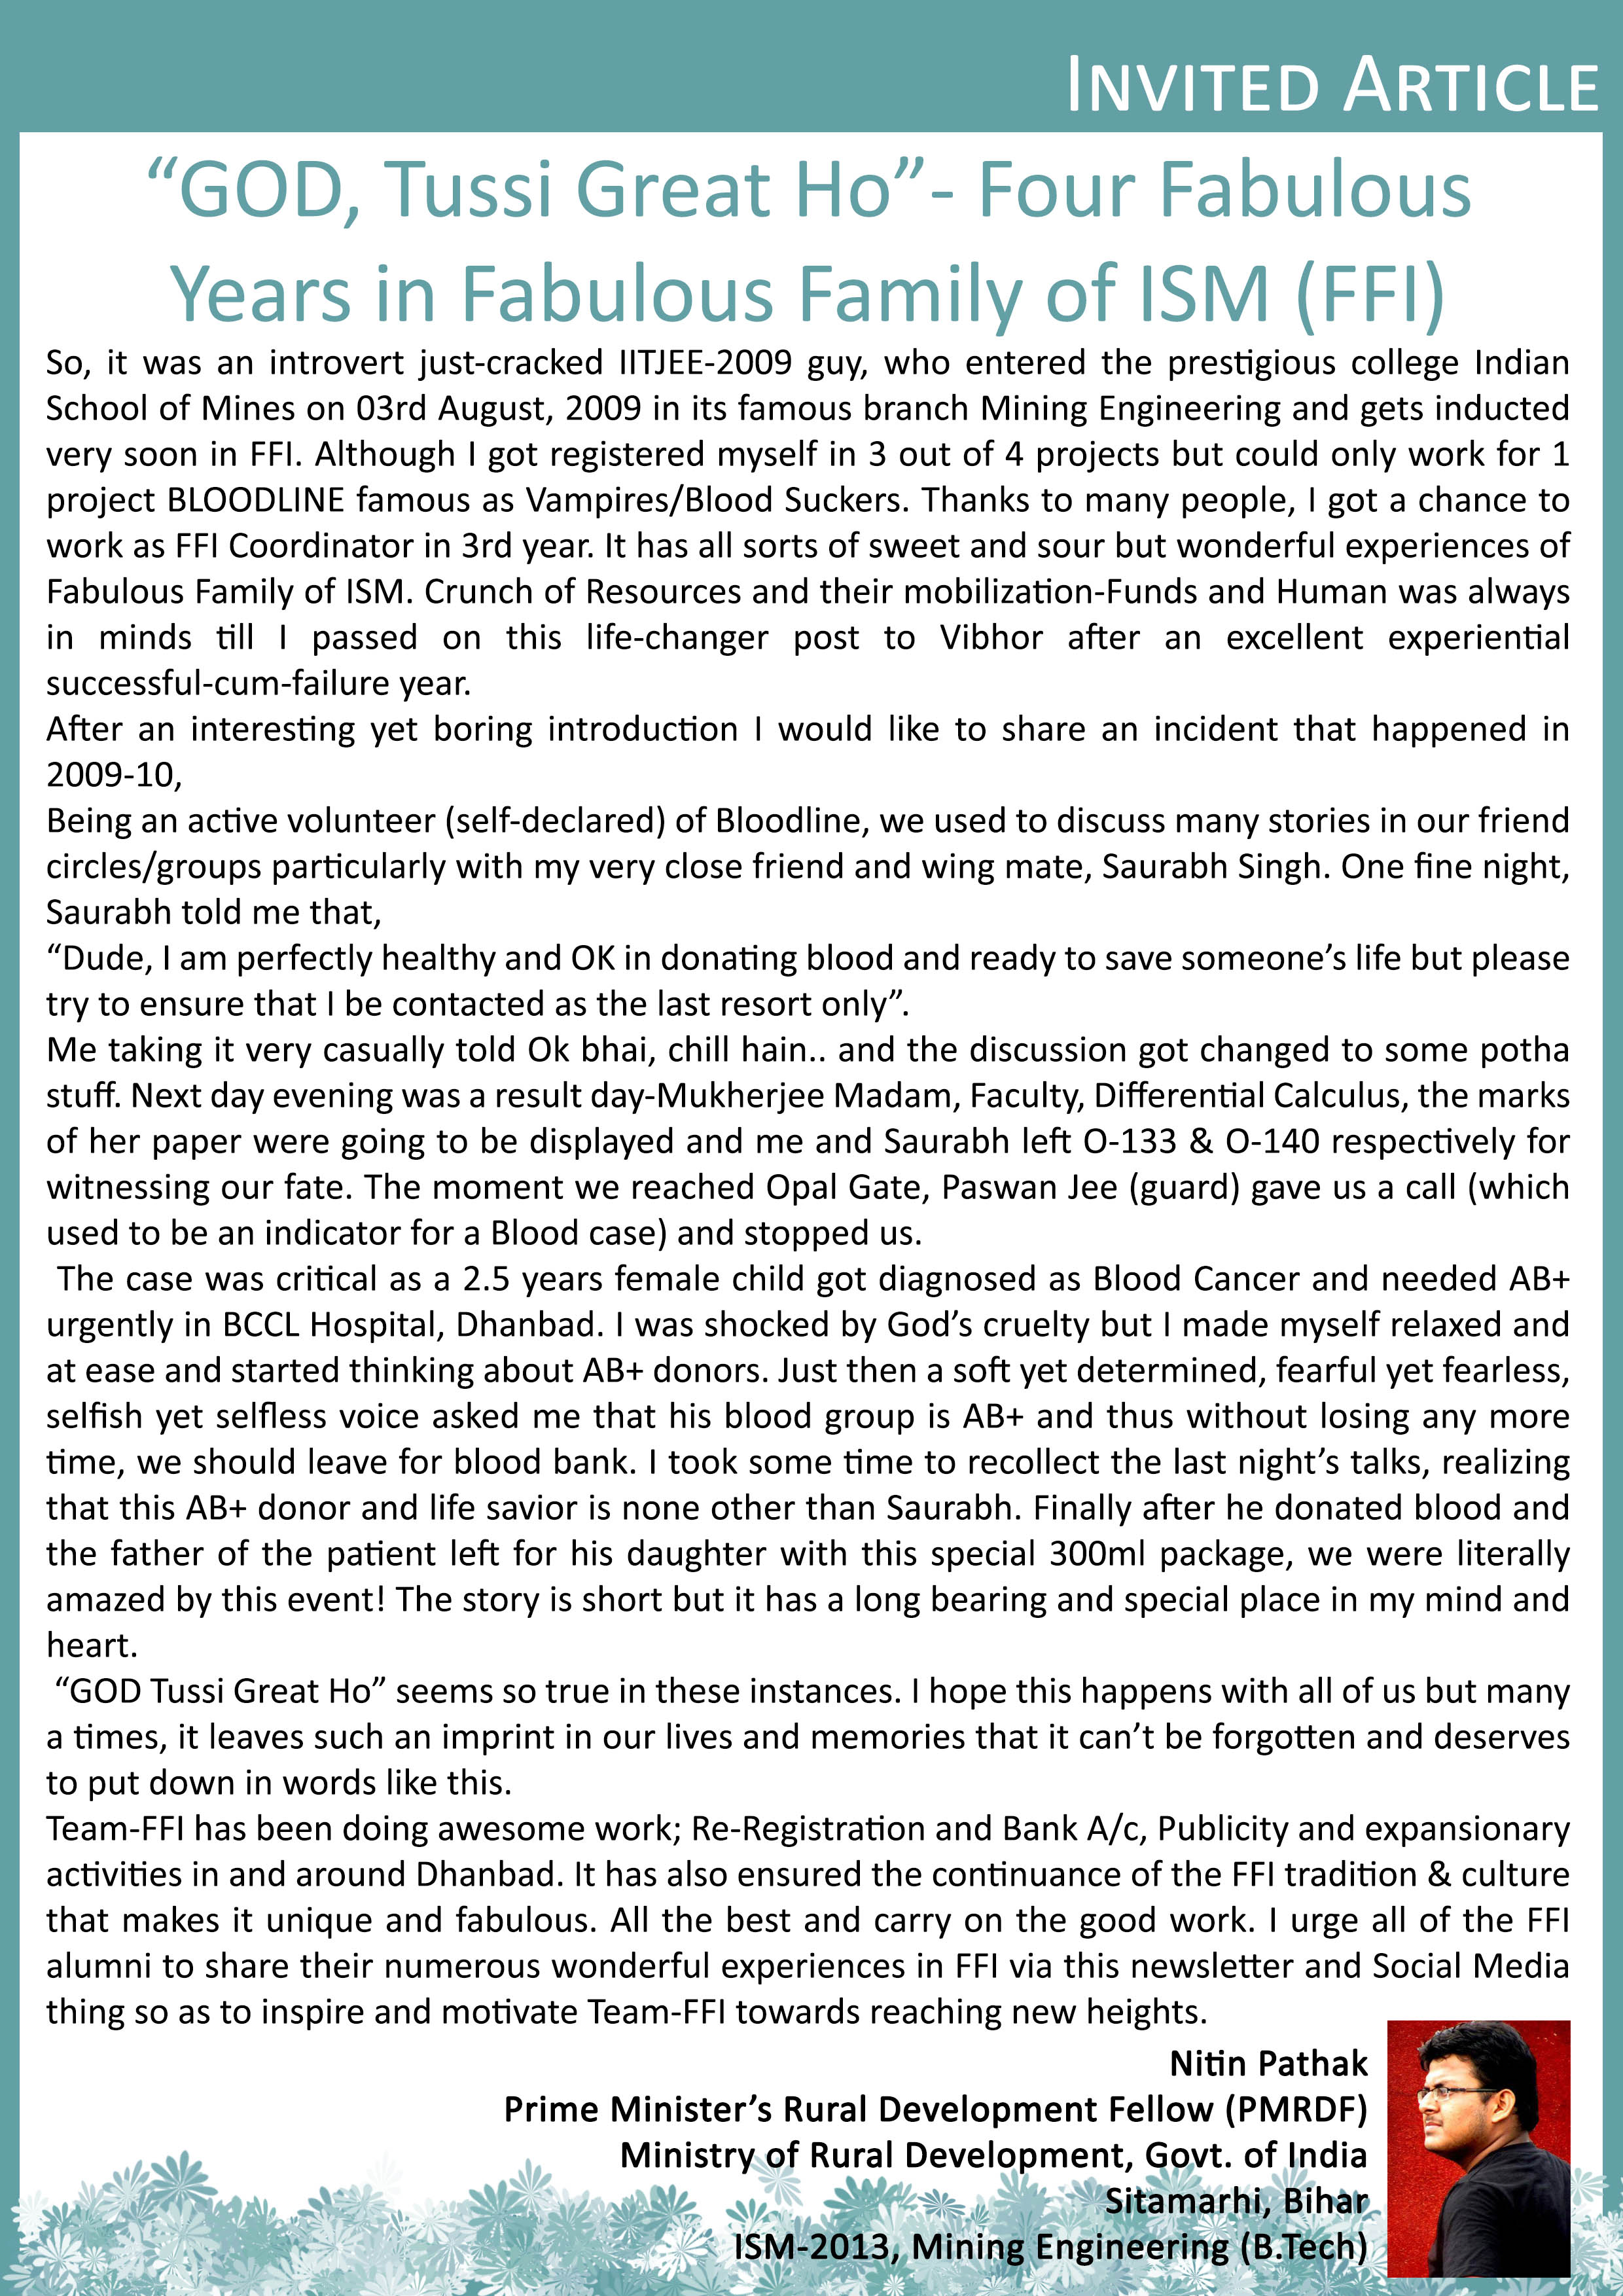 INVITED ARTICLE
“GOD, Tussi Great Ho”- Four Fabulous
Years in Fabulous Family of ISM (FFI)
So, it was an introvert just-cracked IITJEE-2009 guy, who entered the prestigious college Indian
School of Mines on 03rd August, 2009 in its famous branch Mining Engineering and gets inducted
very soon in FFI. Although I got registered myself in 3 out of 4 projects but could only work for 1
project BLOODLINE famous as Vampires/Blood Suckers. Thanks to many people, I got a chance to
work as FFI Coordinator in 3rd year. It has all sorts of sweet and sour but wonderful experiences of
Fabulous Family of ISM. Crunch of Resources and their mobilization-Funds and Human was always
in minds till I passed on this life-changer post to Vibhor after an excellent experiential
successful-cum-failure year.
After an interesting yet boring introduction I would like to share an incident that happened in
2009-10,
Being an active volunteer (self-declared) of Bloodline, we used to discuss many stories in our friend
circles/groups particularly with my very close friend and wing mate, Saurabh Singh. One fine night,
Saurabh told me that,
“Dude, I am perfectly healthy and OK in donating blood and ready to save someone’s life but please
try to ensure that I be contacted as the last resort only”.
Me taking it very casually told Ok bhai, chill hain.. and the discussion got changed to some potha
stuff. Next day evening was a result day-Mukherjee Madam, Faculty, Differential Calculus, the marks
of her paper were going to be displayed and me and Saurabh left O-133 & O-140 respectively for
witnessing our fate. The moment we reached Opal Gate, Paswan Jee (guard) gave us a call (which
used to be an indicator for a Blood case) and stopped us.
The case was critical as a 2.5 years female child got diagnosed as Blood Cancer and needed AB+
urgently in BCCL Hospital, Dhanbad. I was shocked by God’s cruelty but I made myself relaxed and
at ease and started thinking about AB+ donors. Just then a soft yet determined, fearful yet fearless,
selfish yet selfless voice asked me that his blood group is AB+ and thus without losing any more
time, we should leave for blood bank. I took some time to recollect the last night’s talks, realizing
that this AB+ donor and life savior is none other than Saurabh. Finally after he donated blood and
the father of the patient left for his daughter with this special 300ml package, we were literally
amazed by this event! The story is short but it has a long bearing and special place in my mind and
heart.
“GOD Tussi Great Ho” seems so true in these instances. I hope this happens with all of us but many
a times, it leaves such an imprint in our lives and memories that it can’t be forgotten and deserves
to put down in words like this.
Team-FFI has been doing awesome work; Re-Registration and Bank A/c, Publicity and expansionary
activities in and around Dhanbad. It has also ensured the continuance of the FFI tradition & culture
that makes it unique and fabulous. All the best and carry on the good work. I urge all of the FFI
alumni to share their numerous wonderful experiences in FFI via this newsletter and Social Media
thing so as to inspire and motivate Team-FFI towards reaching new heights.
Nitin Pathak
Prime Minister’s Rural Development Fellow (PMRDF)
Ministry of Rural Development, Govt. of India
Sitamarhi, Bihar
ISM-2013, Mining Engineering (B.Tech)